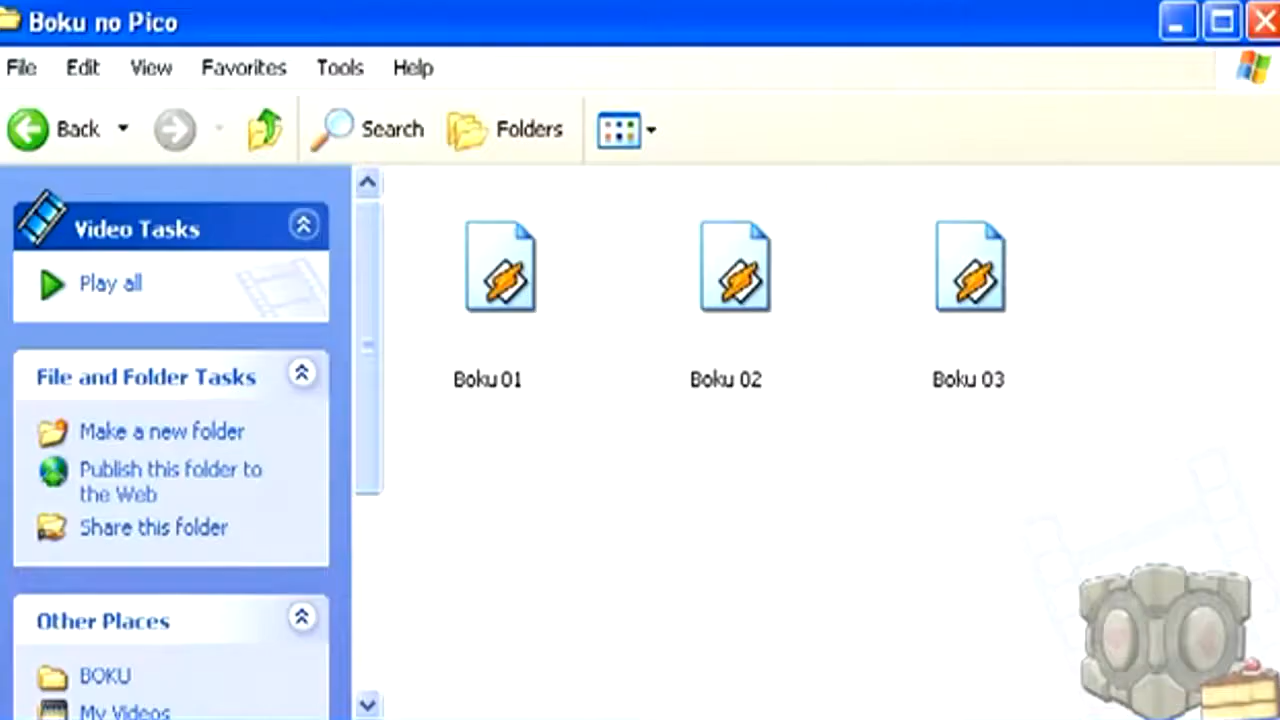 Boku no Pico
File Edit View Favorites Tools Help
Back Search Folders
Video Tasks
Play all
File and Folder Tasks
Make a new folder
Publish this folder to
the Web
Share this folder
Other Places
BOKU
My Videos
Boku 01 Boku 02 Boku 03